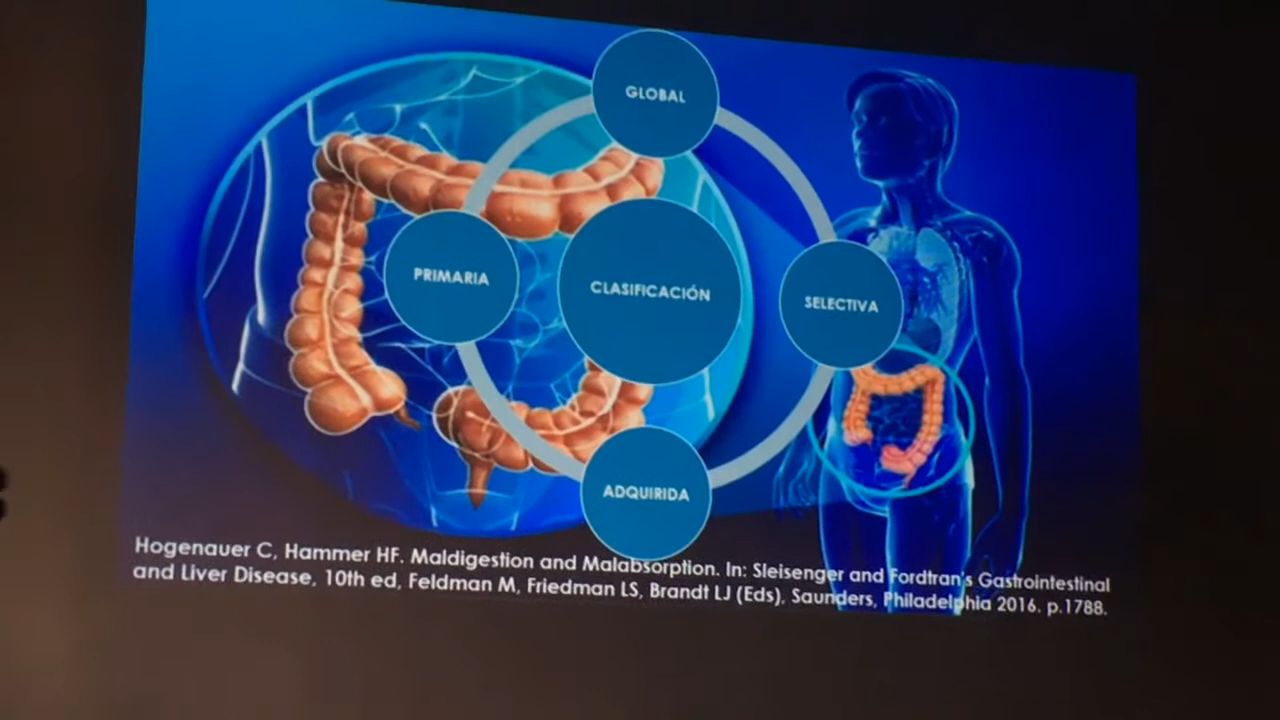 GLOBAL
PRIMARIA
CLASIFICACIÓN
SELECTIVA
ADQUIRIDA
Hogenauer C, Hammer HF. Maldigestion and Malabsorption. In: Sleisenger and Fordtran's Gastrointestinal
and Liver Disease, 10th ed, Feldman M, Friedman LS, Brandt LJ (Eds), Saunders, Philadelphia 2016. p.1788.